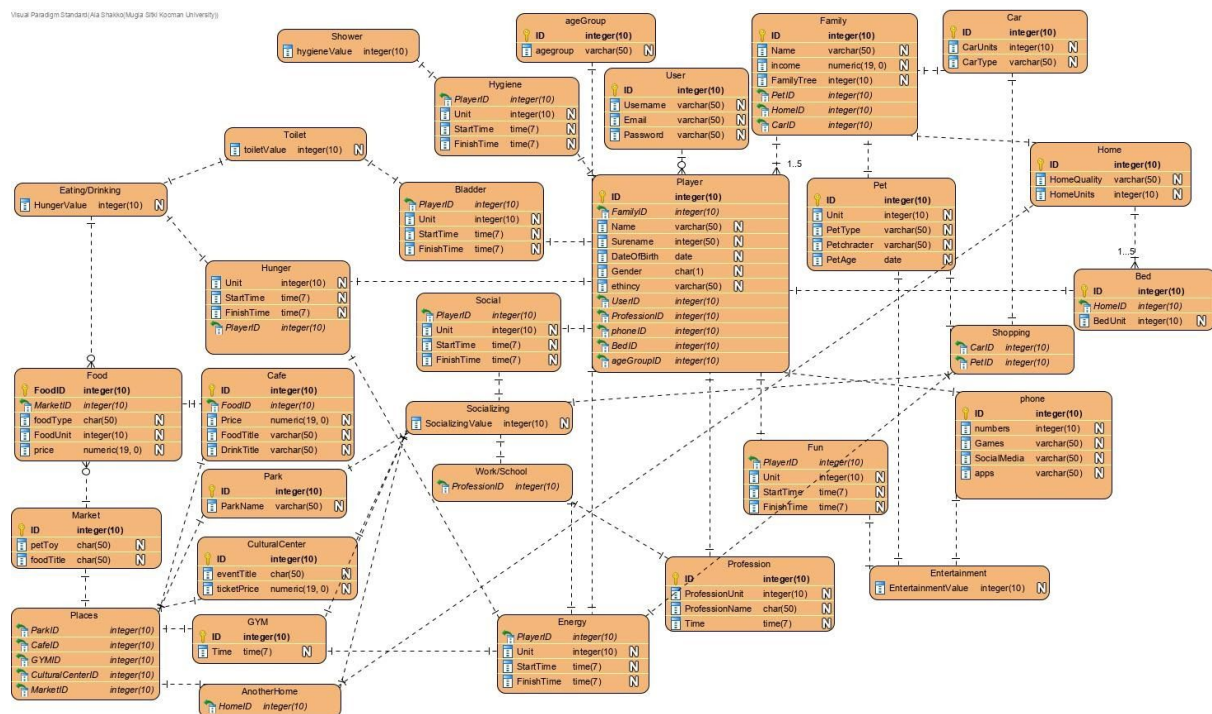 Visual Paradigm Standard(Ala Shakko(Mugla Sitki Kocman University))
Shower
hygieneValue integer(10)
ageGroup
ID integer(10)
agegroup varchar(50) N
Family
ID integer(10)
Name varchar(50) N
income numeric(19, 0) N
FamilyTree integer(10) N
PetID integer(10)
HomeID integer(10)
CarID integer(10)
Car
ID integer(10)
CarUnits integer(10) N
CarType varchar(50) N
Hygiene
PlayerID integer(10)
Unit integer(10) N
StartTime time(7) N
FinishTime time(7) N
User
ID integer(10)
Username varchar(50) N
Email varchar(50) N
Password varchar(50) N
Toilet
toiletValue integer(10) N
Home
ID integer(10)
HomeQuality varchar(50) N
HomeUnits integer(10) N
1..5
Eating/Drinking
HungerValue integer(10) N
Bladder
PlayerID integer(10)
Unit integer(10) N
StartTime time(7) N
FinishTime time(7) N
Player
ID integer(10)
FamilyID integer(10)
Name varchar(50) N
Surename integer(50) N
DateOfBirth date N
Gender char(1) N
ethincy varchar(50) N
UserID integer(10)
ProfessionID integer(10)
phoneID integer(10)
BedID integer(10)
ageGroupID integer(10)
Pet
ID integer(10)
Unit integer(10) N
PetType varchar(50) N
Petchracter varchar(50) N
PetAge date N
1...5
Hunger
Unit integer(10) N
StartTime time(7) N
FinishTime time(7) N
PlayerID integer(10)
Bed
ID integer(10)
HomeID integer(10)
BedUnit integer(10) N
Social
PlayerID integer(10)
Unit integer(10) N
StartTime time(7) N
FinishTime time(7) N
Shopping
CarID integer(10)
PetID integer(10)
Food
FoodID integer(10)
MarketID integer(10)
foodType char(50) N
FoodUnit integer(10) N
price numeric(19, 0) N
Cafe
ID integer(10)
FoodID integer(10)
Price numeric(19, 0) N
FoodTitle varchar(50) N
DrinkTitle varchar(50) N
phone
ID integer(10)
numbers integer(10) N
Games varchar(50) N
SocialMedia varchar(50) N
apps varchar(50) N
Socializing
SocializingValue integer(10) N
Fun
PlayerID integer(10)
Unit integer(10) N
StartTime time(7) N
FinishTime time(7) N
Work/School
ProfessionID integer(10)
Park
ID integer(10)
ParkName varchar(50) N
Market
ID integer(10)
petToy char(50) N
foodTitle char(50) N
CulturalCenter
ID integer(10)
eventTitle char(50) N
ticketPrice numeric(19, 0) N
Profession
ID integer(10)
ProfessionUnit integer(10) N
ProfessionName char(50) N
Time time(7) N
Entertainment
EntertainmentValue integer(10) N
Places
ParkID integer(10)
CafeID integer(10)
GYMID integer(10)
CulturalCenterID integer(10)
MarketID integer(10)
GYM
ID integer(10)
Time time(7) N
Energy
PlayerID integer(10)
Unit integer(10) N
StartTime time(7) N
FinishTime time(7) N
AnotherHome
HomeID integer(10)